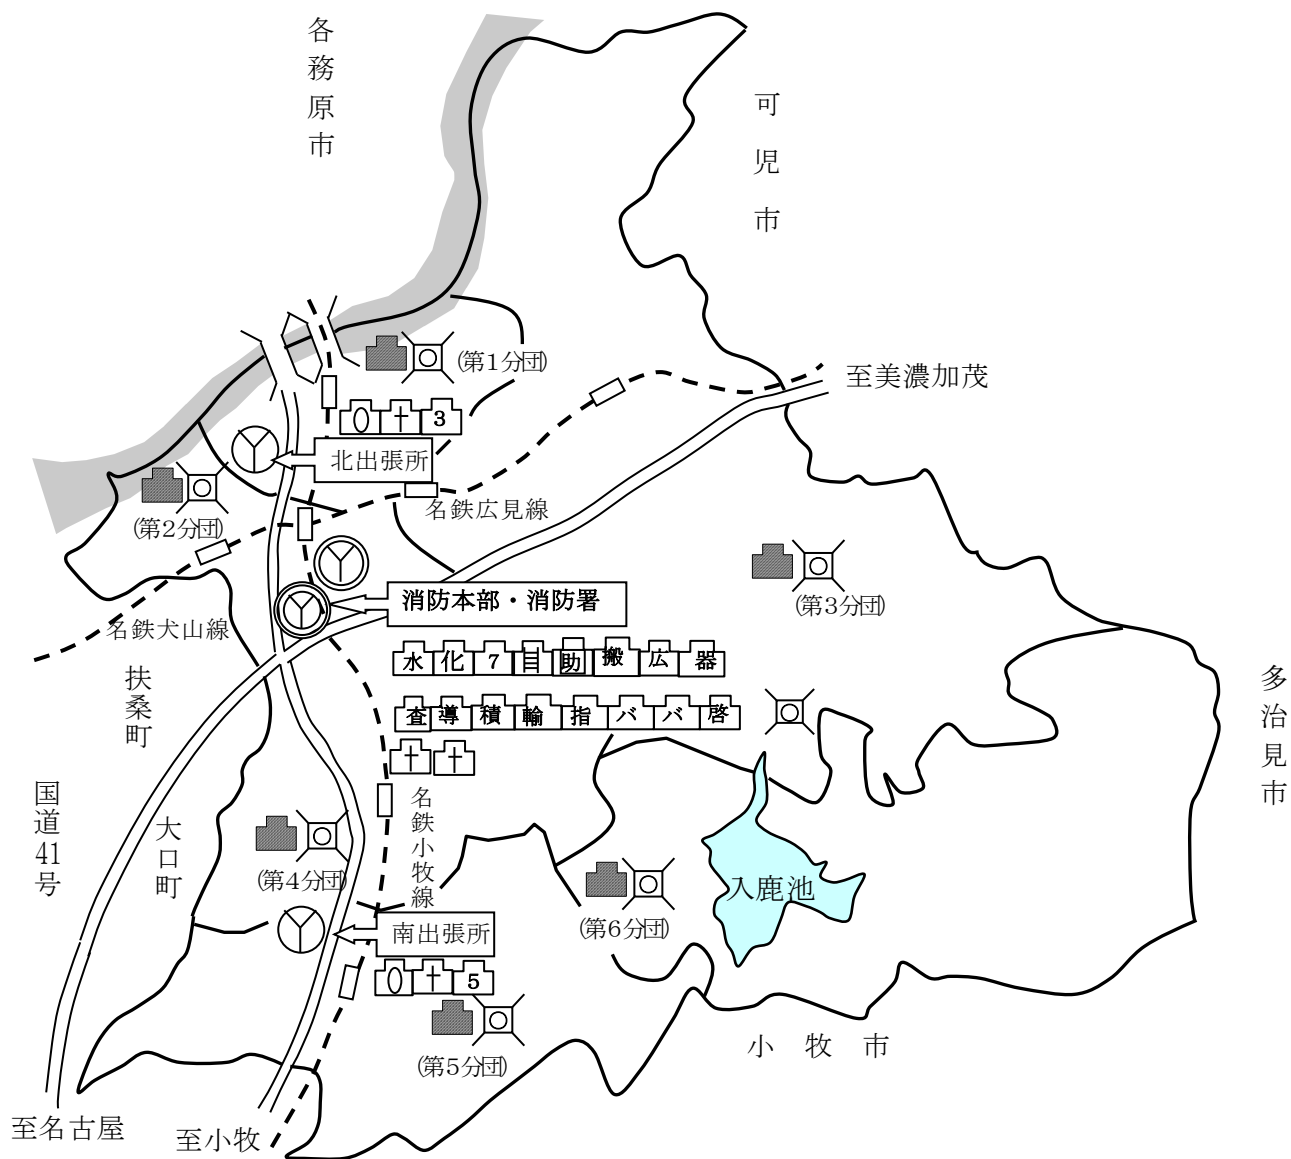 各務原市
可児市
(第1分団)
至美濃加茂
3
北出張所
名鉄広見線
(第2分団)
消防本部・消防署
(第3分団)
名鉄犬山線
水 化 7 目 助 搬 広 器
扶桑町
多治見市
査 導 積 輸 指 バ バ 啓
国道41号
大口町
名鉄小牧線
(第4分団)
入鹿池
(第6分団)
南出張所
5
(第5分団)
小牧市
至名古屋
至小牧